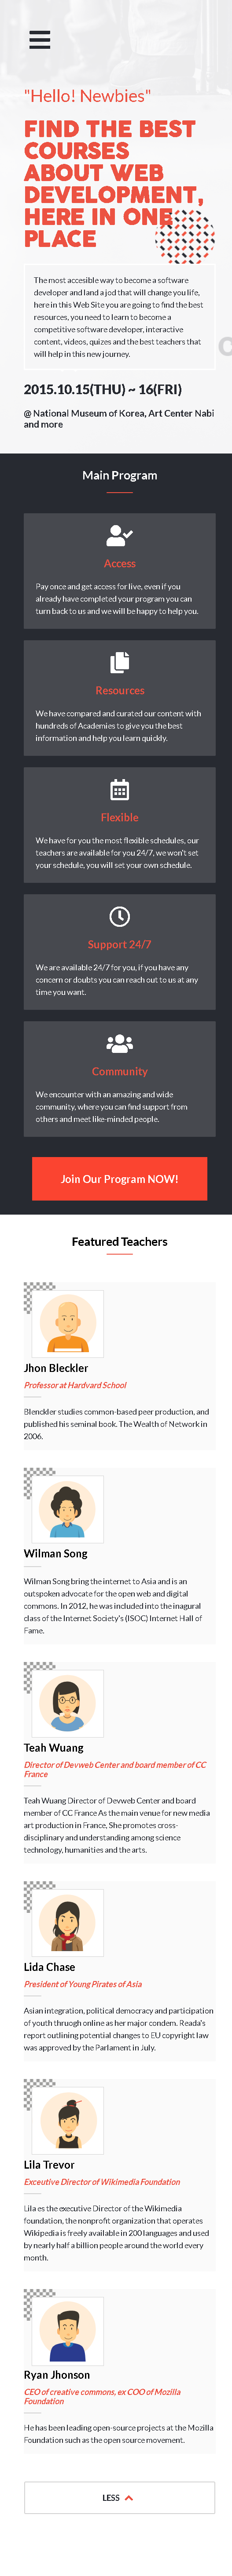 "Hello! Newbies"
FIND THE BEST
COURSES
ABOUT WEB
DEVELOPMENT,
HERE IN ONE
PLACE
The most accesible way to become a software
developer and land a jod that will change you life,
here in this Web Site you are going to find the best
resources, you need to learn to become a
competitive software developer, interactive
content, videos, quizes and the best teachers that
will help in this new journey.
2015.10.15(THU) ~ 16(FRI)
@ National Museum of Korea, Art Center Nabi
and more
Main Program
Access
Pay once and get access for live, even if you
already have completed your program you can
turn back to us and we will be happy to help you.
Resources
We have compared and curated our content with
hundreds of Academies to give you the best
information and help you learn quickly.
Flexible
We have for you the most flexible schedules, our
teachers are available for you 24/7, we won't set
your schedule, you will set your own schedule.
Support 24/7
We are available 24/7 for you, if you have any
concern or doubts you can reach out to us at any
time you want.
Community
We encounter with an amazing and wide
community, where you can find support from
others and meet like-minded people.
Join Our Program NOW!
Featured Teachers
Jhon Bleckler
Professor at Hardvard School
Blenckler studies common-based peer production, and
published his seminal book. The Wealth of Network in
2006.
Wilman Song
Wilman Song bring the internet to Asia and is an
outspoken advocate for the open web and digital
commons. In 2012, he was included into the inagural
class of the Internet Society's (ISOC) Internet Hall of
Fame.
Teah Wuang
Director of Devweb Center and board member of CC
France
Teah Wuang Director of Devweb Center and board
member of CC France As the main venue for new media
art production in France, She promotes cross-
disciplinary and understanding among science
technology, humanities and the arts.
Lida Chase
President of Young Pirates of Asia
Asian integration, political democracy and participation
of youth through online as her major condem. Reada's
report outlining potential changes to EU copyright law
was approved by the Parlament in July.
Lila Trevor
Exceutive Director of Wikimedia Foundation
Lila es the executive Director of the Wikimedia
foundation, the nonprofit organization that operates
Wikipedia is freely available in 200 languages and used
by nearly half a billion people around the world every
month.
Ryan Jhonson
CEO of creative commons, ex COO of Mozilla
Foundation
He has been leading open-source projects at the Mozilla
Foundation such as the open source movement.
LESS